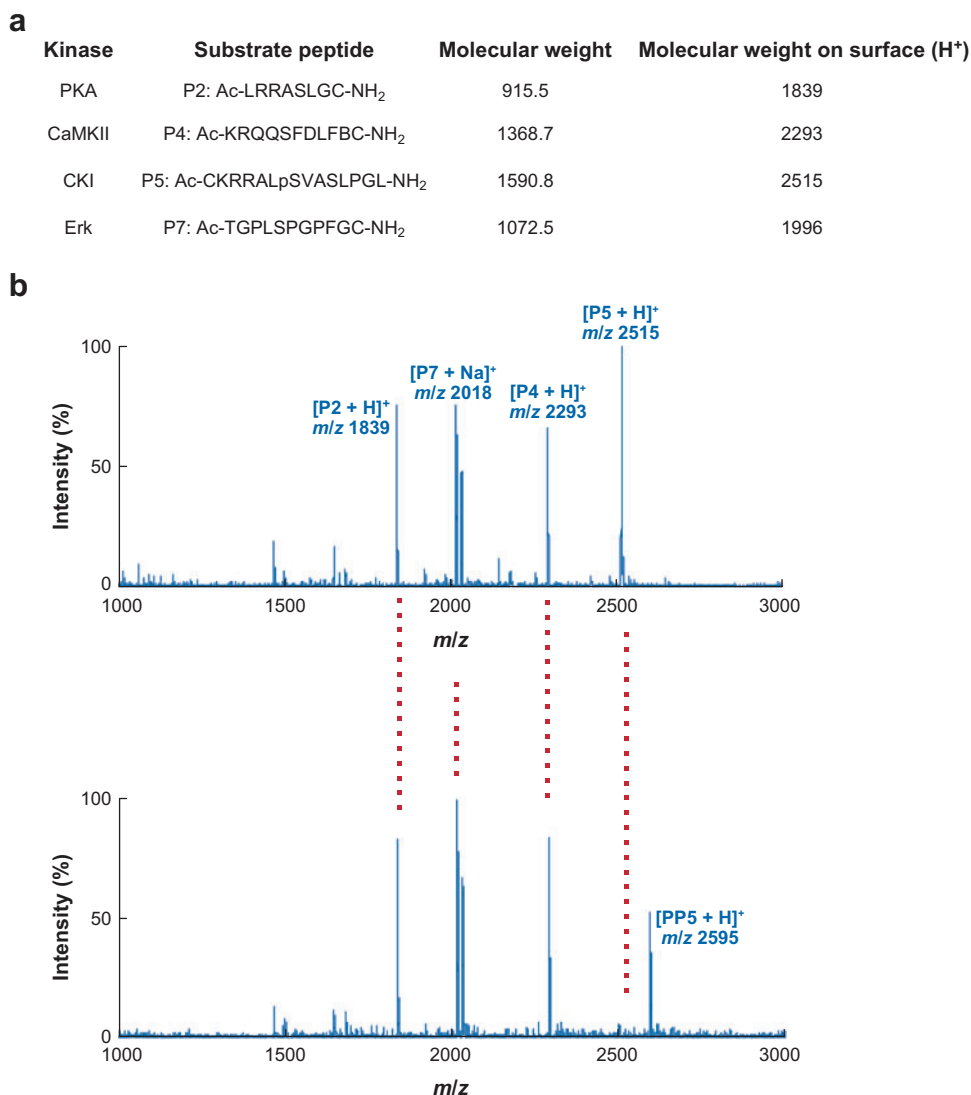 a
Kinase Substrate peptide Molecular weight Molecular weight on surface (H⁺)
PKA P2: Ac-LRRASLGC-NH₂ 915.5 1839
CaMKII P4: Ac-KRQQSFDLFBC-NH₂ 1368.7 2293
CKI P5: Ac-CKRRALpSVASLPGL-NH₂ 1590.8 2515
Erk P7: Ac-TGPLSPGPFGC-NH₂ 1072.5 1996
b
[P5 + H]⁺
m/z 2515
[P7 + Na]⁺
m/z 2018
[P4 + H]⁺
m/z 2293
[P2 + H]⁺
m/z 1839
Intensity (%)
100
50
0
1000 1500 2000 2500 3000
m/z
Intensity (%)
100
50
0
[PP5 + H]⁺
m/z 2595
1000 1500 2000 2500 3000
m/z